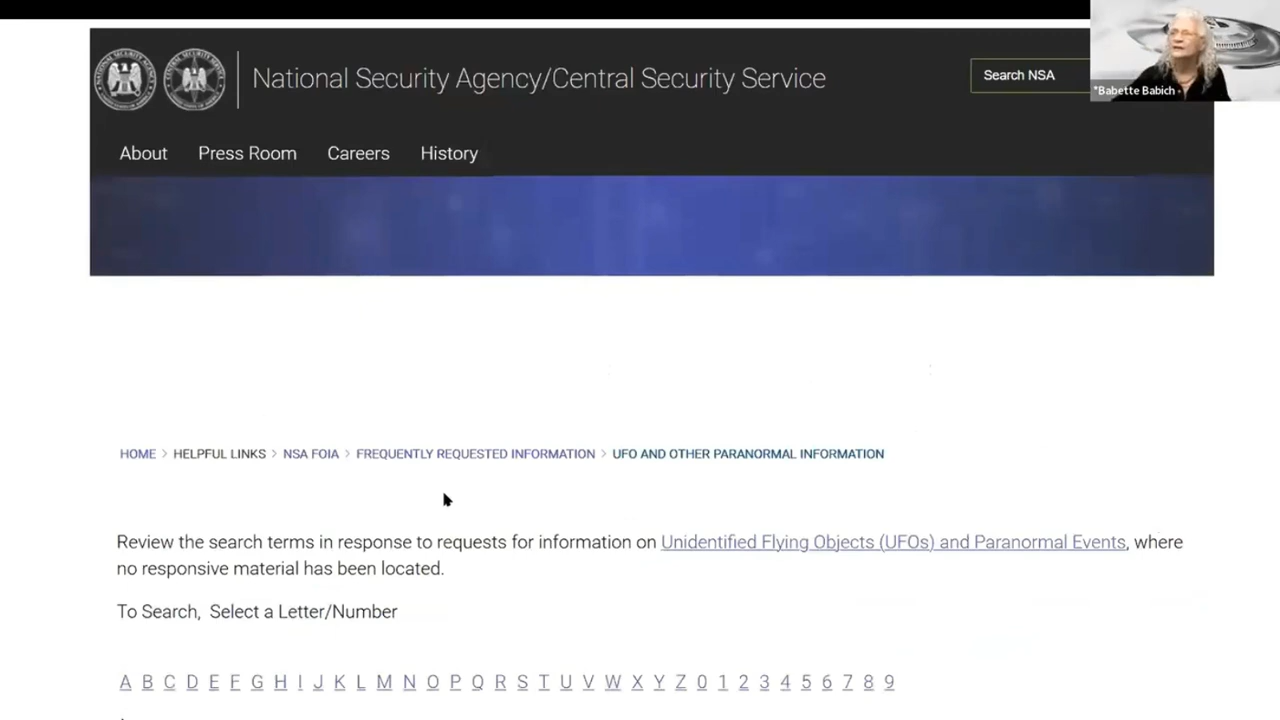 National Security Agency/Central Security Service
Search NSA
*Babette Babich
About Press Room Careers History
HOME > HELPFUL LINKS > NSA FOIA > FREQUENTLY REQUESTED INFORMATION > UFO AND OTHER PARANORMAL INFORMATION
Review the search terms in response to requests for information on Unidentified Flying Objects (UFOs) and Paranormal Events, where
no responsive material has been located.
To Search, Select a Letter/Number
A B C D E F G H I J K L M N O P Q R S T U V W X Y Z 0 1 2 3 4 5 6 7 8 9